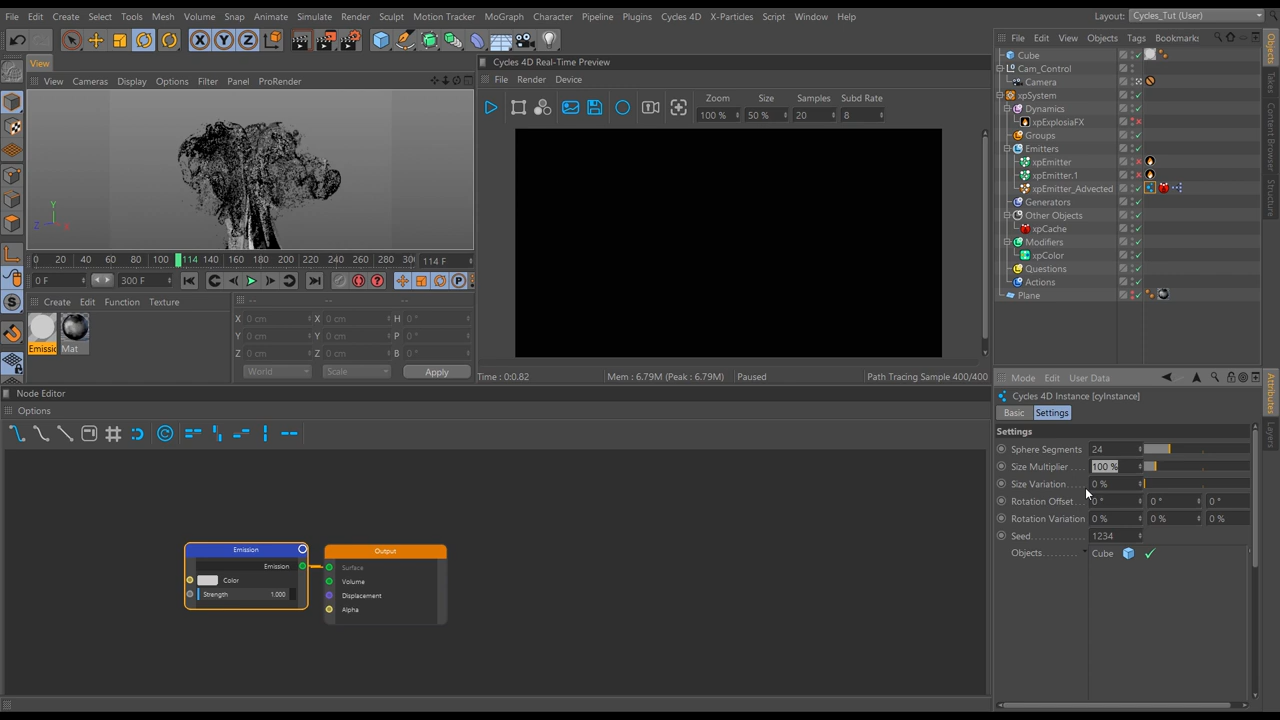 File Edit Create Select Tools Mesh Volume Snap Animate Simulate Render Sculpt Motion Tracker MoGraph Character Pipeline Plugins Cycles 4D X-Particles Script Window Help Layout: Cycles_Tut (User)
X Y Z
View
View Cameras Display Options Filter Panel ProRender
Y
Z X
0 20 40 60 80 100 114 140 160 180 200 220 240 260 280 300
114 F
0 F 300 F
Create Edit Function Texture
Emissic Mat
-- -- --
X 0 cm X 0 cm H 0 °
Y 0 cm Y 0 cm P 0 °
Z 0 cm Z 0 cm B 0 °
World Scale Apply
Cycles 4D Real-Time Preview
File Render Device
Zoom Size Samples Subd Rate
100 % 50 % 20 8
Time : 0:0.82 Mem : 6.79M (Peak : 6.79M) Paused Path Tracing Sample 400/400
Node Editor
Options
Emission
Emission
Color
Strength 1.000
Output
Surface
Volume
Displacement
Alpha
File Edit View Objects Tags Bookmarks
Cube
Cam_Control
Camera
xpSystem
Dynamics
xpExplosiaFX
Groups
Emitters
xpEmitter
xpEmitter.1
xpEmitter_Advected
Generators
Other Objects
xpCache
Modifiers
xpColor
Questions
Actions
Plane
Objects
Takes
Content Browser
Structure
Mode Edit User Data
Cycles 4D Instance [cyInstance]
Basic Settings
Settings
Sphere Segments 24
Size Multiplier . . . . 100 %
Size Variation. . . . . 0 %
Rotation Offset . . . 0 ° 0 ° 0 °
Rotation Variation 0 % 0 % 0 %
Seed. . . . . . . . . . . . 1234
Objects. . . . . . . . . Cube
Attributes
Layers